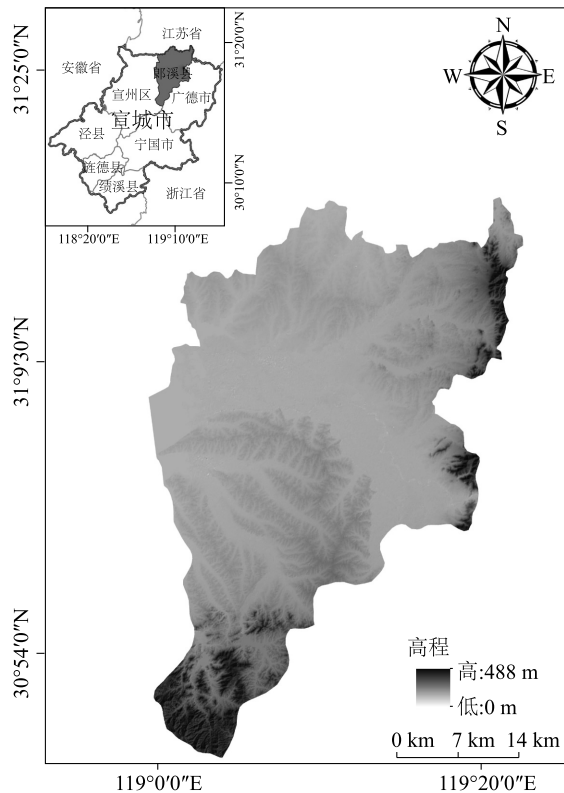 江苏省
安徽省
郎溪县
宣州区
广德市
宣城市
泾县
宁国市
旌德县
绩溪县
浙江省
31°20′0″N
30°10′0″N
118°20′0″E
119°10′0″E
N
W
E
S
31°25′0″N
31°9′30″N
30°54′0″N
高程
高:488 m
低:0 m
0 km 7 km 14 km
119°0′0″E
119°20′0″E